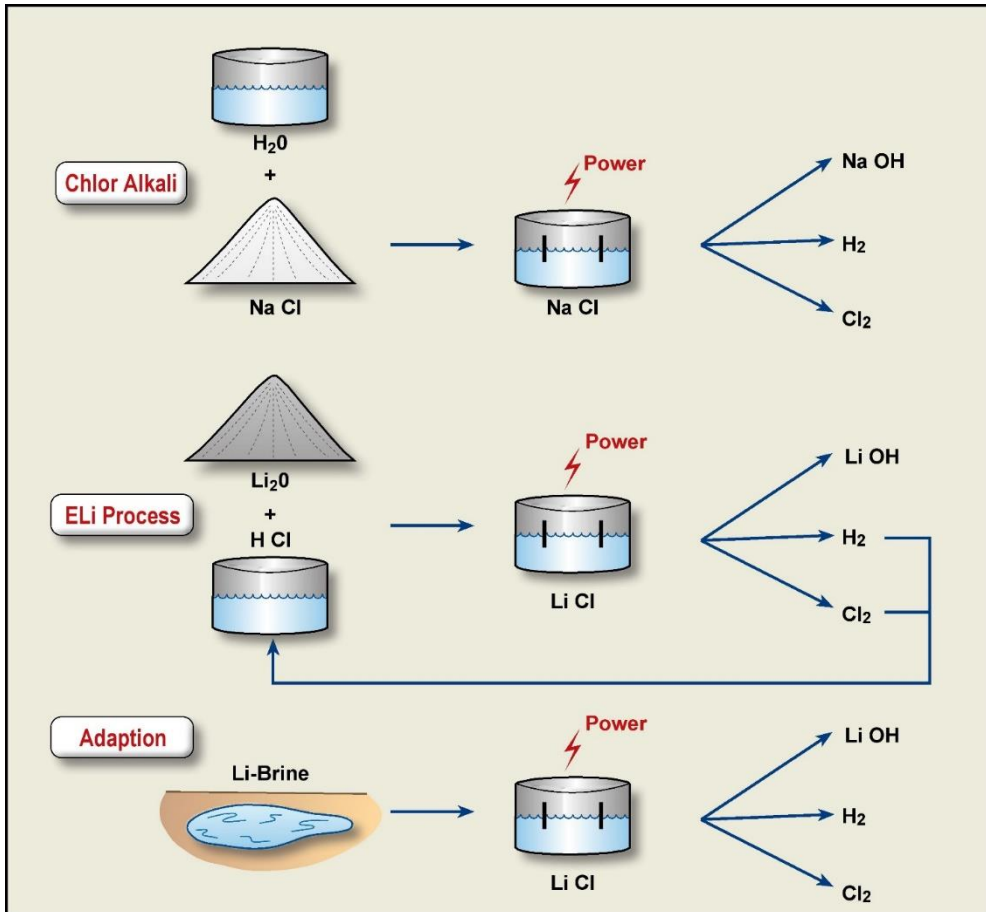 H₂0
Chlor Alkali
+
Na Cl
Power
Na Cl
Na OH
H₂
Cl₂
Li₂0
ELi Process
+
H Cl
Power
Li Cl
Li OH
H₂
Cl₂
Adaption
Li-Brine
Power
Li Cl
Li OH
H₂
Cl₂